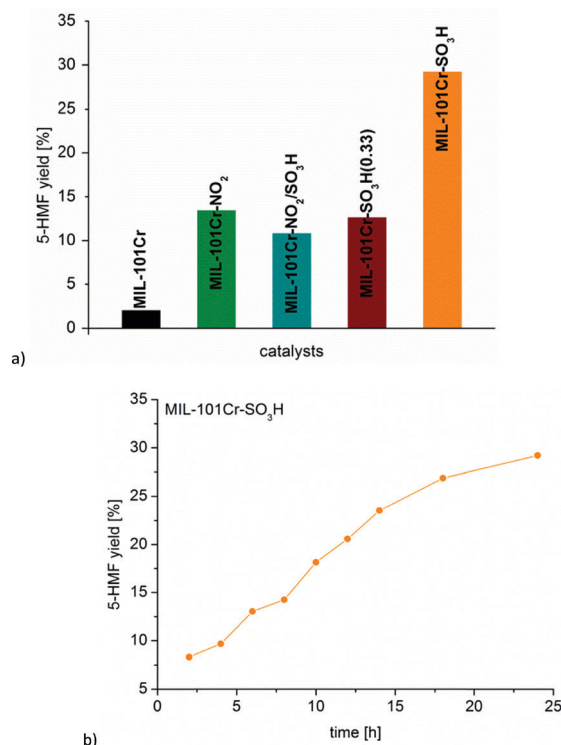 35
30
25
20
15
10
5
0
5-HMF yield [%]
MIL-101Cr
MIL-101Cr-NO₂
MIL-101Cr-NO₂/SO₃H
MIL-101Cr-SO₃H(0.33)
MIL-101Cr-SO₃H
catalysts
a)
MIL-101Cr-SO₃H
35
30
25
20
15
10
5
5-HMF yield [%]
0 5 10 15 20 25
time [h]
b)